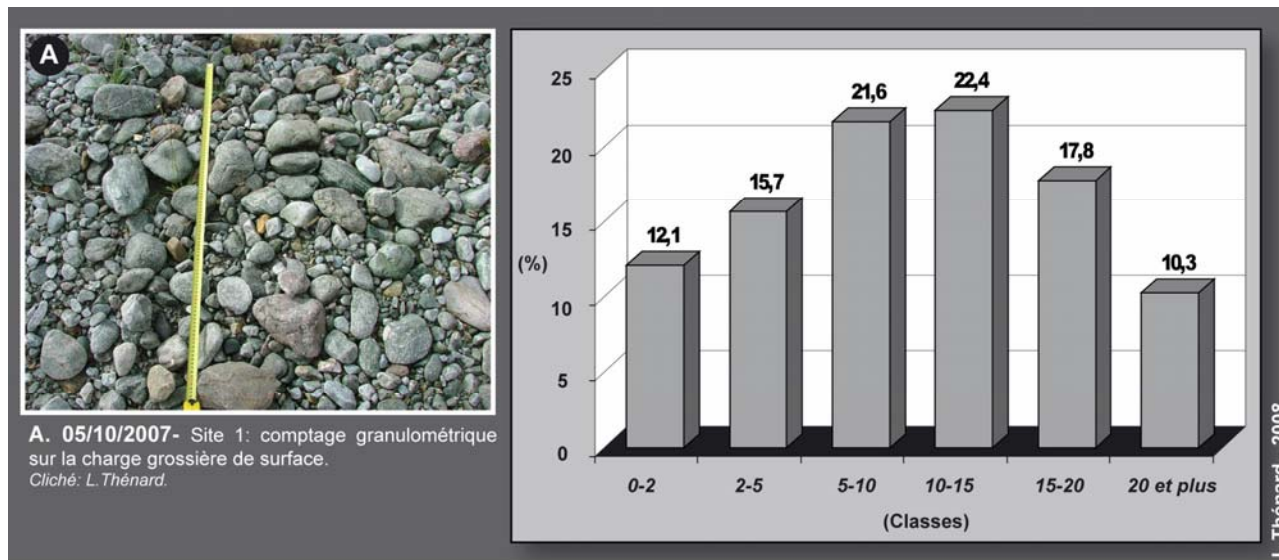 A
A. 05/10/2007- Site 1: comptage granulométrique
sur la charge grossière de surface.
Cliché: L.Thénard.
25
20
15
10
5
0
(%)
12,1
15,7
21,6
22,4
17,8
10,3
0-2
2-5
5-10
10-15
15-20
20 et plus
(Classes)
Thénard 2008